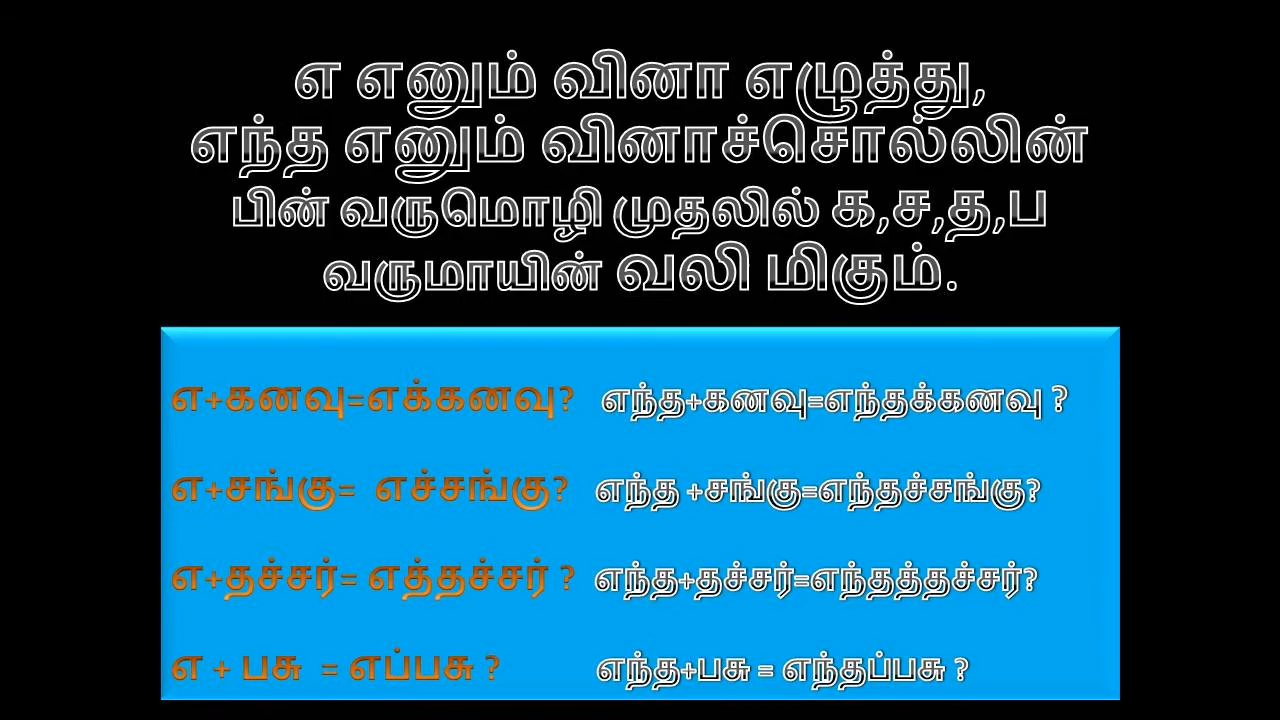 எ எனும் வினா எழுத்து,
எந்த எனும் வினாச்சொல்லின்
பின் வருமொழி முதலில் க,ச,த,ப
வருமாயின் வலி மிகும்.
எ+கனவு=எக்கனவு? எந்த+கனவு=எந்தக்கனவு ?
எ+சங்கு= எச்சங்கு? எந்த +சங்கு=எந்தச்சங்கு?
எ+தச்சர்= எத்தச்சர் ? எந்த+தச்சர்=எந்தத்தச்சர்?
எ + பசு = எப்பசு ? எந்த+பசு = எந்தப்பசு ?